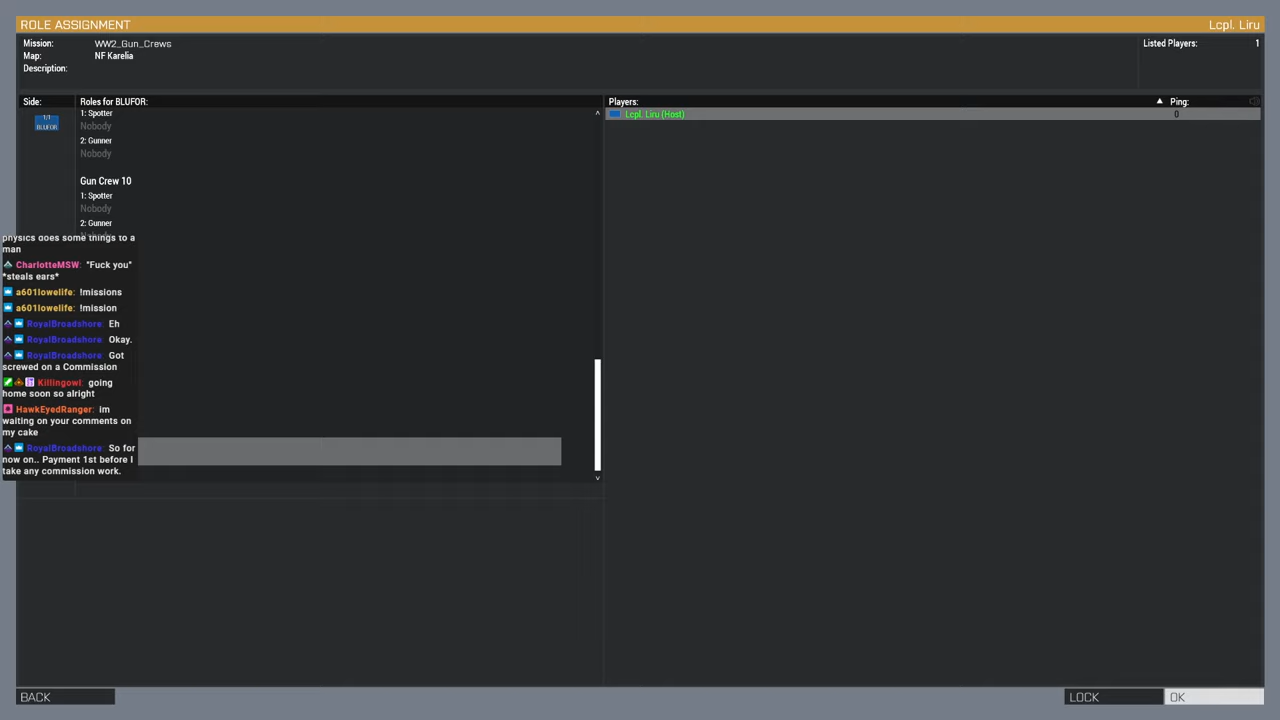 ROLE ASSIGNMENT
Lcpl. Liru
Mission: WW2_Gun_Crews
Map: NF Karelia
Description:
Listed Players: 1
Side:
Roles for BLUFOR:
Players:
Ping:
1/1
BLUFOR
1: Spotter
Nobody
2: Gunner
Nobody
Gun Crew 10
1: Spotter
Nobody
2: Gunner
Lcpl. Liru (Host)
0
physics does some things to a
man
CharlotteMSW: "Fuck you"
*steals ears*
a601lowelife: !missions
a601lowelife: !mission
RoyalBroadshore: Eh
RoyalBroadshore: Okay.
RoyalBroadshore: Got
screwed on a Commission
Killingowl: going
home soon so alright
HawkEyedRanger: im
waiting on your comments on
my cake
RoyalBroadshore: So for
now on.. Payment 1st before I
take any commission work.
BACK
LOCK
OK